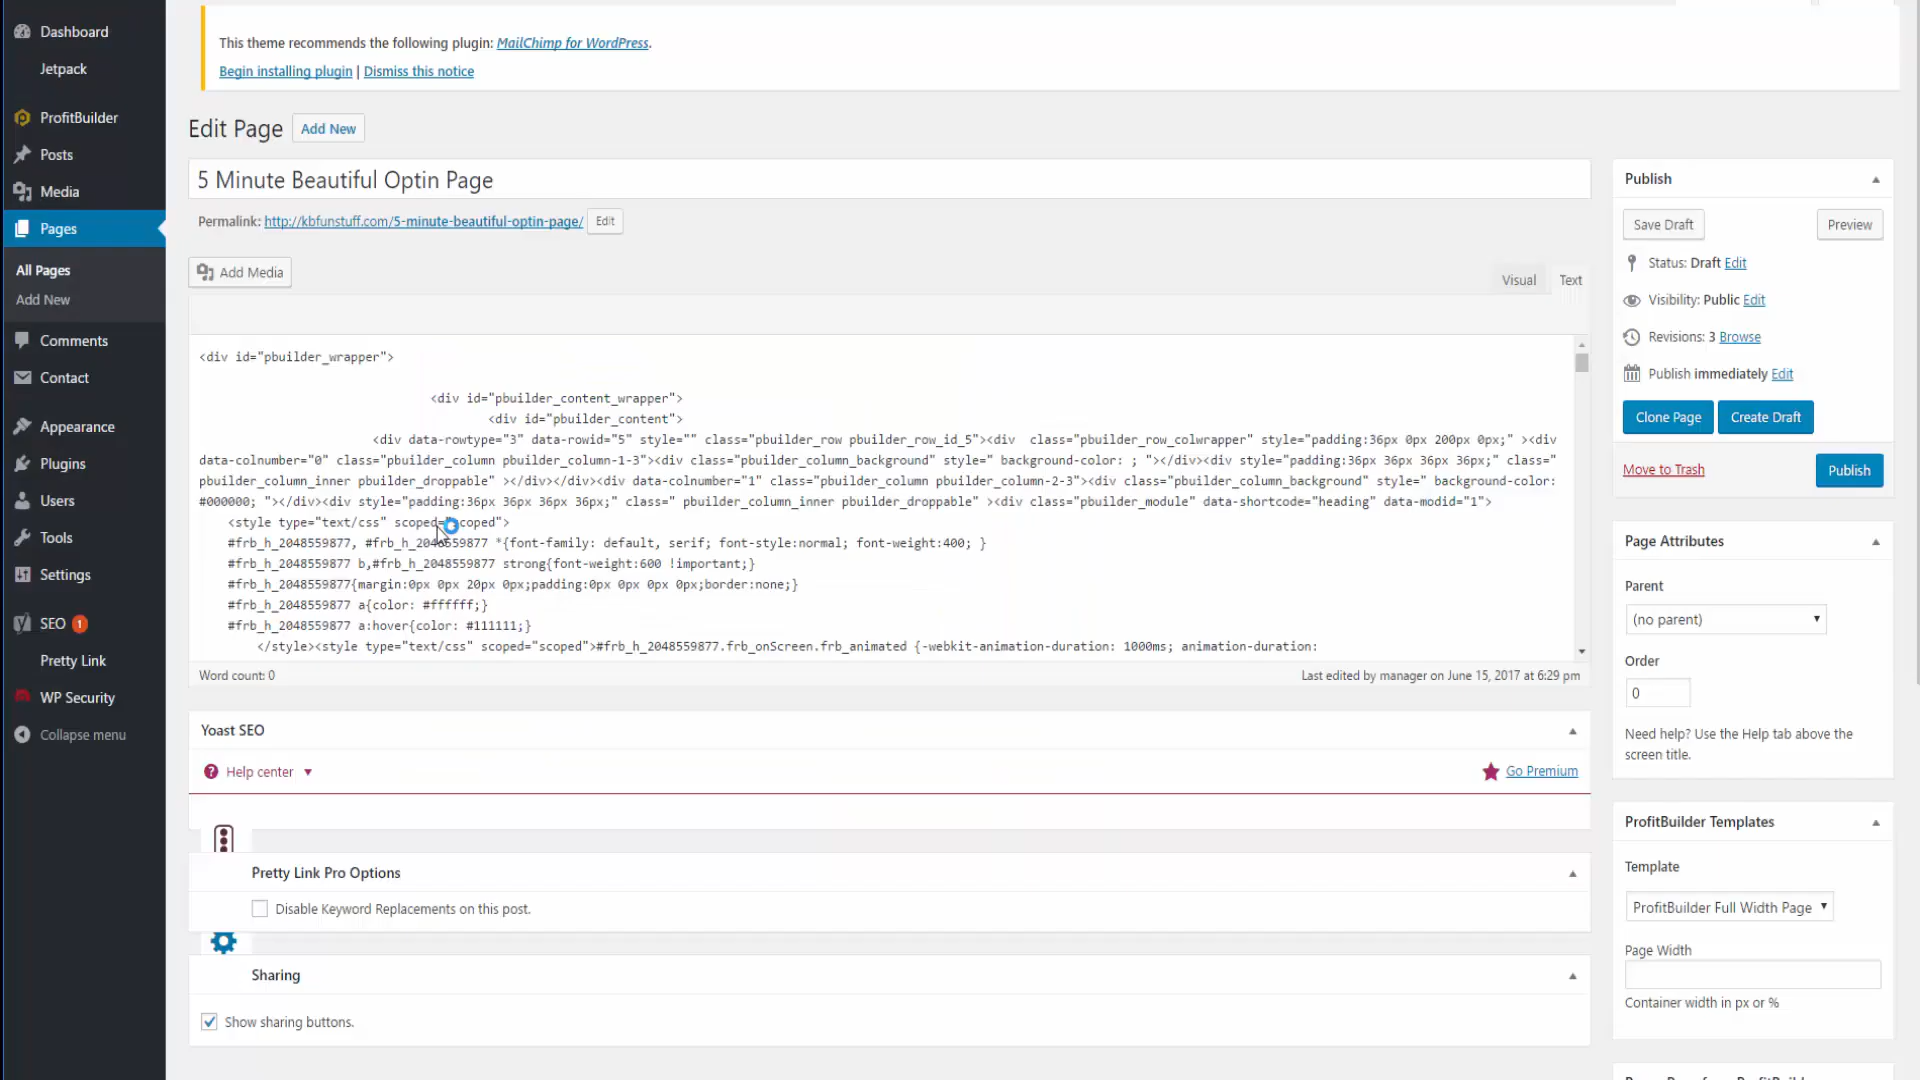 Dashboard
Jetpack
ProfitBuilder
Posts
Media
Pages
All Pages
Add New
Comments
Contact
Appearance
Plugins
Users
Tools
Settings
SEO 1
Pretty Link
WP Security
Collapse menu
This theme recommends the following plugin: MailChimp for WordPress.
Begin installing plugin | Dismiss this notice
Edit Page Add New
5 Minute Beautiful Optin Page
Permalink: http://kbfunstuff.com/5-minute-beautiful-optin-page/ Edit
Add Media
Visual Text
<div id="pbuilder_wrapper">
<div id="pbuilder_content_wrapper">
<div id="pbuilder_content">
<div data-rowtype="3" data-rowid="5" style="" class="pbuilder_row pbuilder_row_id_5"><div  class="pbuilder_row_colwrapper" style="padding:36px 0px 200px 0px;" ><div
data-colnumber="0" class="pbuilder_column pbuilder_column-1-3"><div class="pbuilder_column_background" style=" background-color: ; "></div><div style="padding:36px 36px 36px 36px;" class="
pbuilder_column_inner pbuilder_droppable" ></div></div><div data-colnumber="1" class="pbuilder_column pbuilder_column-2-3"><div class="pbuilder_column_background" style=" background-color:
#000000; "></div><div style="padding:36px 36px 36px 36px;" class=" pbuilder_column_inner pbuilder_droppable" ><div class="pbuilder_module" data-shortcode="heading" data-modid="1">
<style type="text/css" scoped="scoped">
#frb_h_2048559877, #frb_h_2048559877 *{font-family: default, serif; font-style:normal; font-weight:400; }
#frb_h_2048559877 b,#frb_h_2048559877 strong{font-weight:600 !important;}
#frb_h_2048559877{margin:0px 0px 20px 0px;padding:0px 0px 0px 0px;border:none;}
#frb_h_2048559877 a{color: #ffffff;}
#frb_h_2048559877 a:hover{color: #111111;}
</style><style type="text/css" scoped="scoped">#frb_h_2048559877.frb_onScreen.frb_animated {-webkit-animation-duration: 1000ms; animation-duration:
Word count: 0
Last edited by manager on June 15, 2017 at 6:29 pm
Yoast SEO
Help center
Go Premium
Pretty Link Pro Options
Disable Keyword Replacements on this post.
Sharing
Show sharing buttons.
Publish
Save Draft Preview
Status: Draft Edit
Visibility: Public Edit
Revisions: 3 Browse
Publish immediately Edit
Clone Page Create Draft
Move to Trash Publish
Page Attributes
Parent
(no parent)
Order
0
Need help? Use the Help tab above the
screen title.
ProfitBuilder Templates
Template
ProfitBuilder Full Width Page
Page Width
Container width in px or %